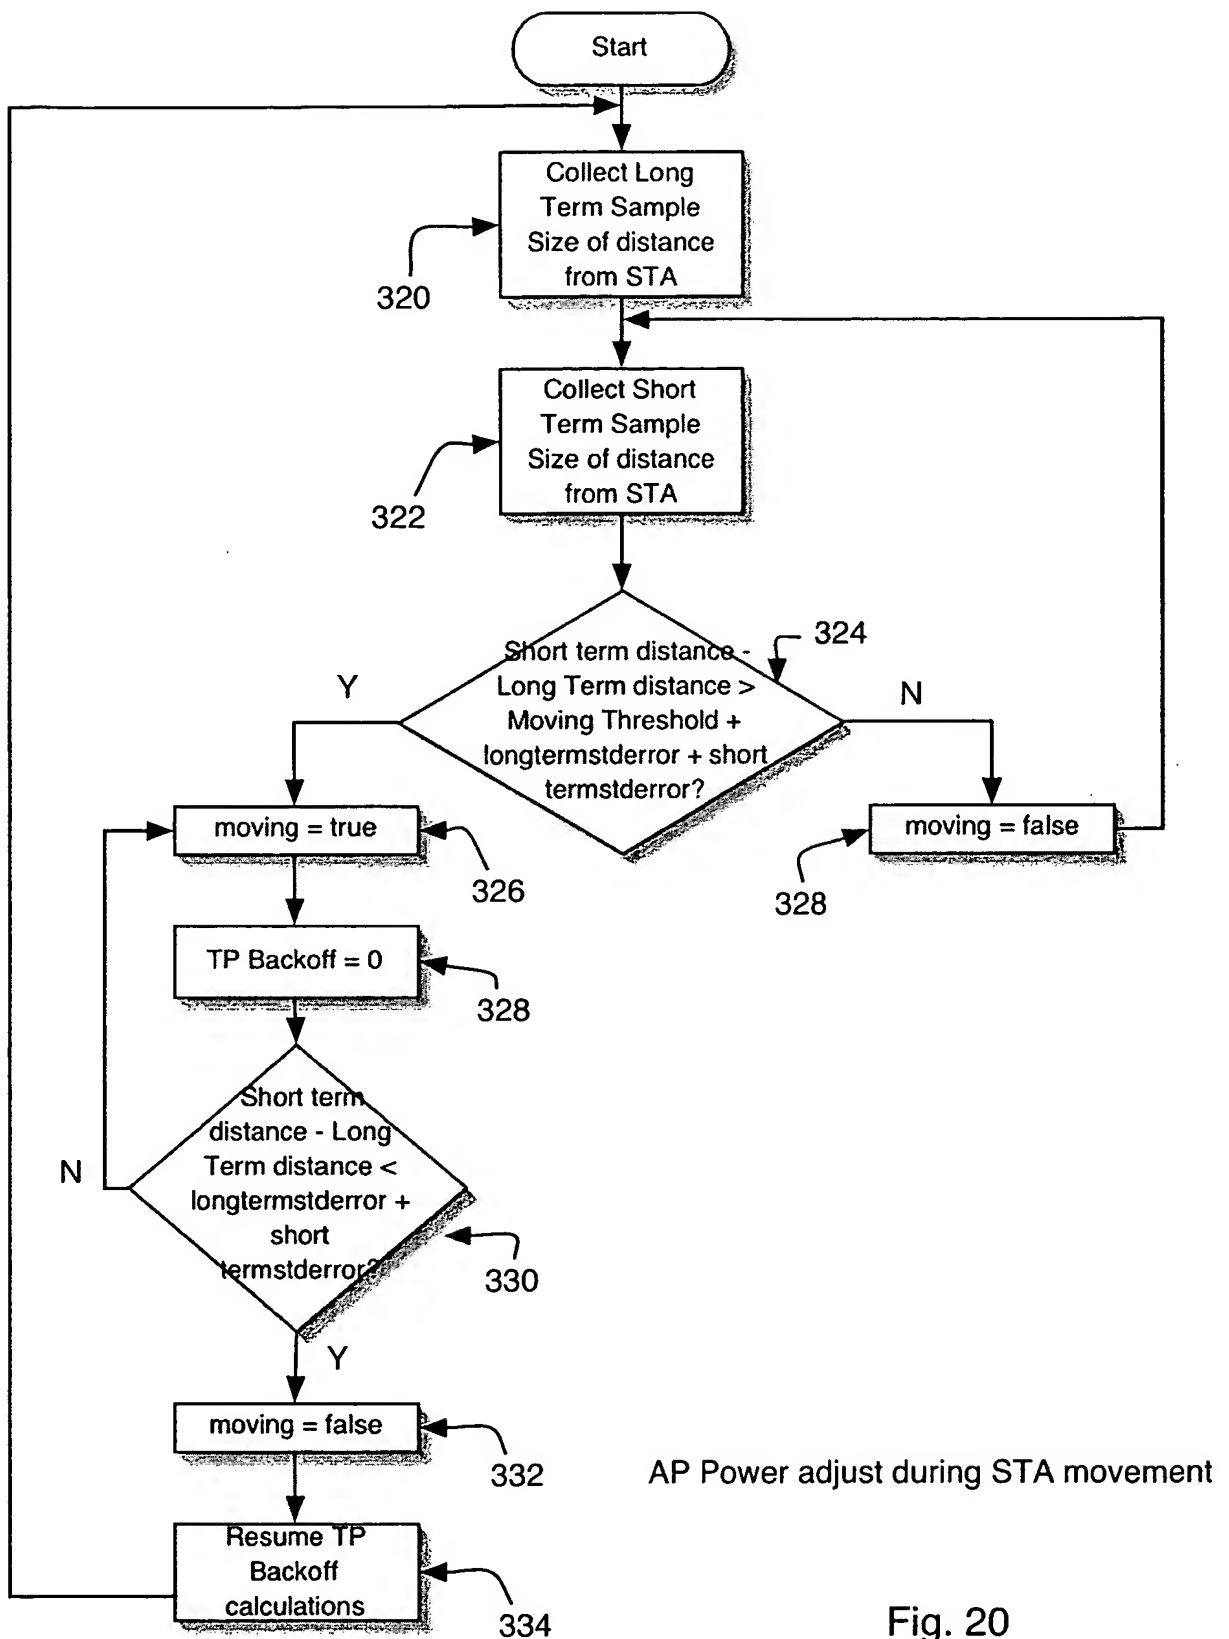 Start
Collect Long
Term Sample
Size of distance
from STA
320
Collect Short
Term Sample
Size of distance
from STA
322
Short term distance -
Long Term distance >
Moving Threshold +
longtermstderror + short
termstderror?
324
Y
N
moving = true
326
moving = false
328
TP Backoff = 0
328
Short term
distance - Long
Term distance <
longtermstderror +
short
termstderror?
330
N
Y
moving = false
332
AP Power adjust during STA movement
Resume TP
Backoff
calculations
334
Fig. 20